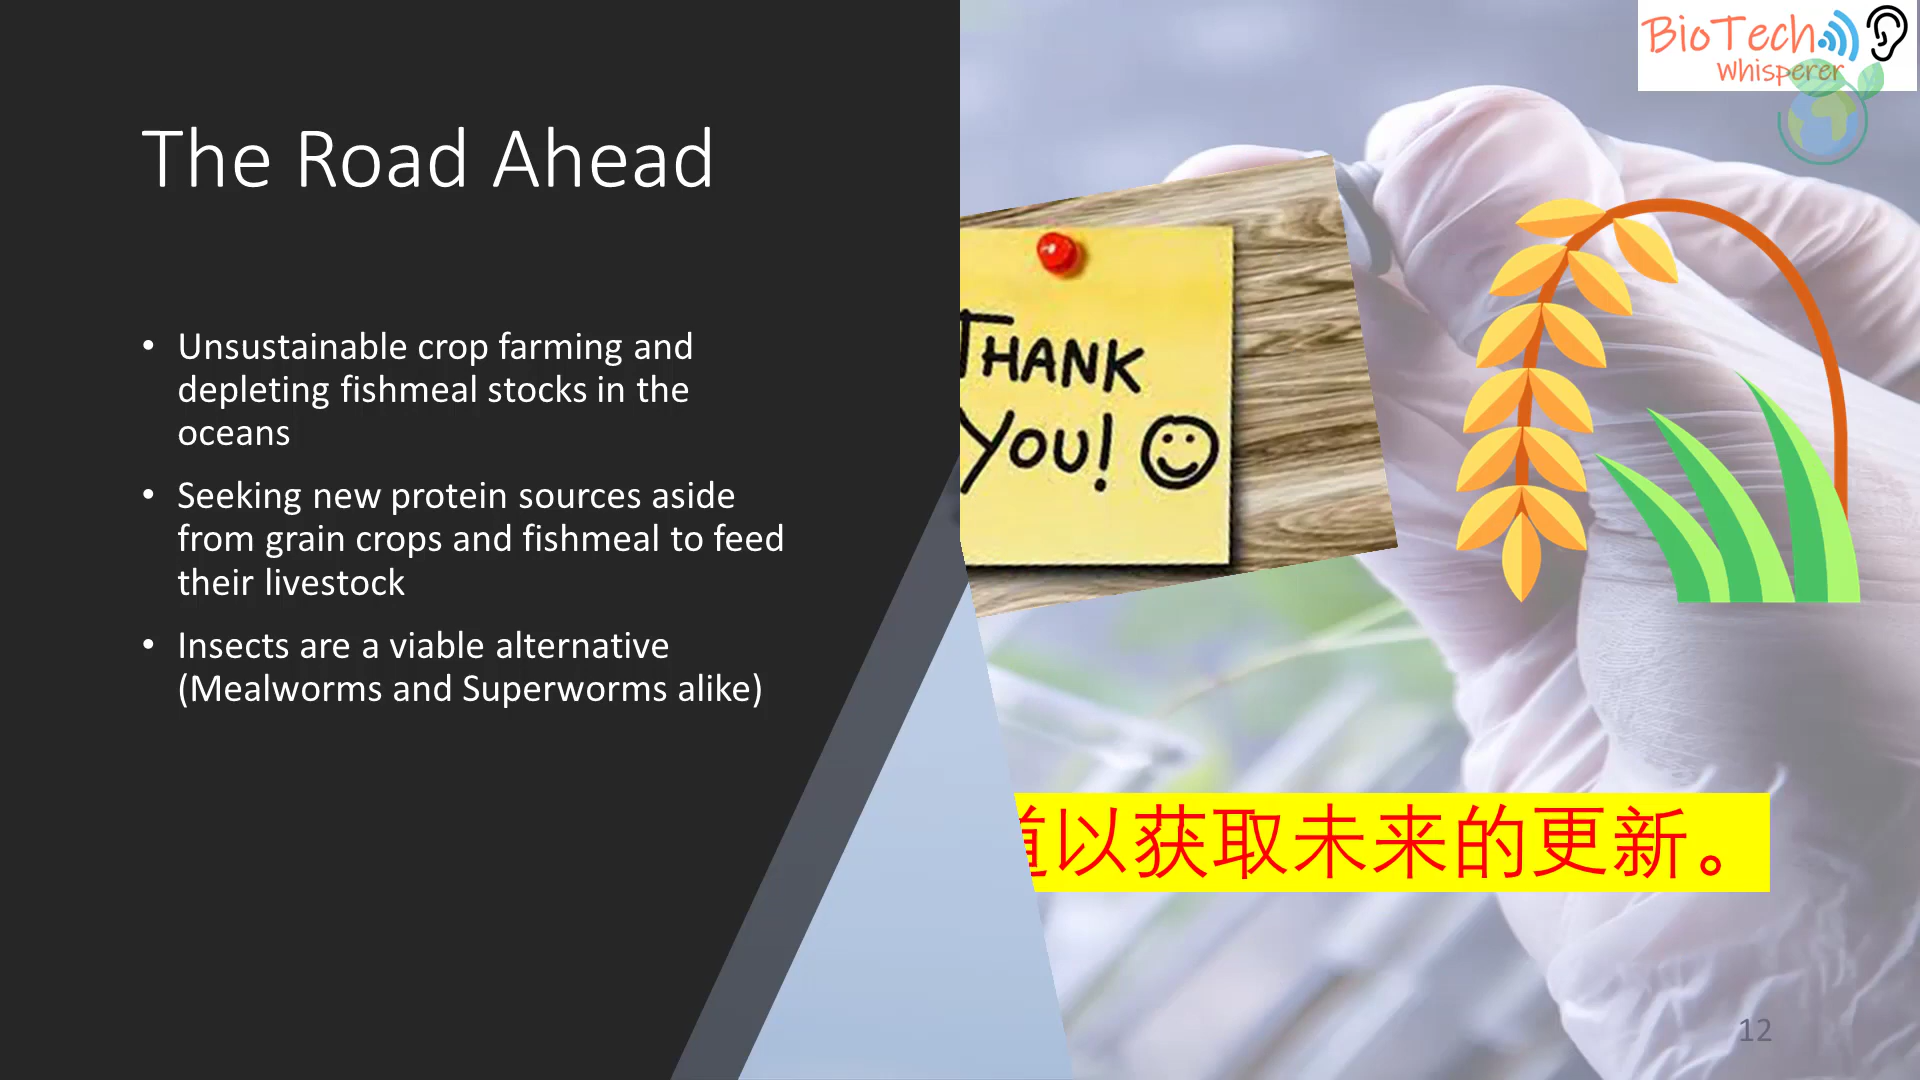 BioTech
Whisperer
The Road Ahead
• Unsustainable crop farming and
depleting fishmeal stocks in the
oceans
• Seeking new protein sources aside
from grain crops and fishmeal to feed
their livestock
• Insects are a viable alternative
(Mealworms and Superworms alike)
THANK
You!
以获取未来的更新。
12